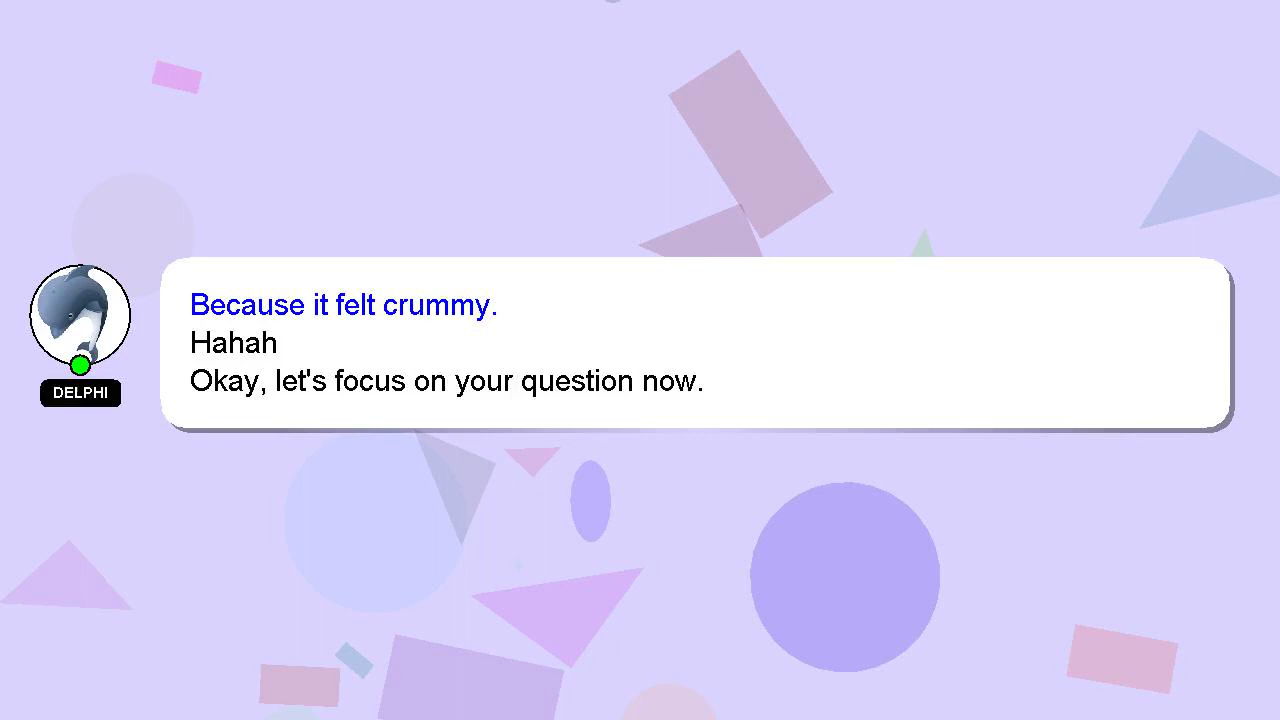 Because it felt crummy.
Hahah
Okay, let's focus on your question now.
DELPHI